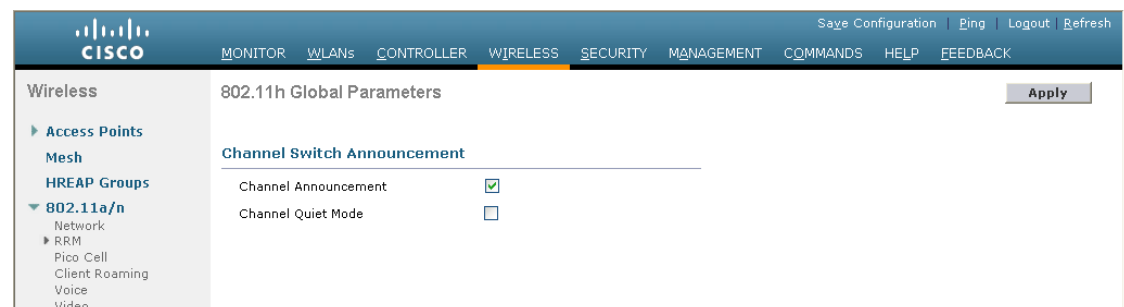 Save Configuration | Ping | Logout | Refresh
CISCO
MONITOR WLANs CONTROLLER WIRELESS SECURITY MANAGEMENT COMMANDS HELP FEEDBACK
Wireless
802.11h Global Parameters
Apply
Access Points
Mesh
HREAP Groups
802.11a/n
Network
RRM
Pico Cell
Client Roaming
Voice
Video
Channel Switch Announcement
Channel Announcement
Channel Quiet Mode